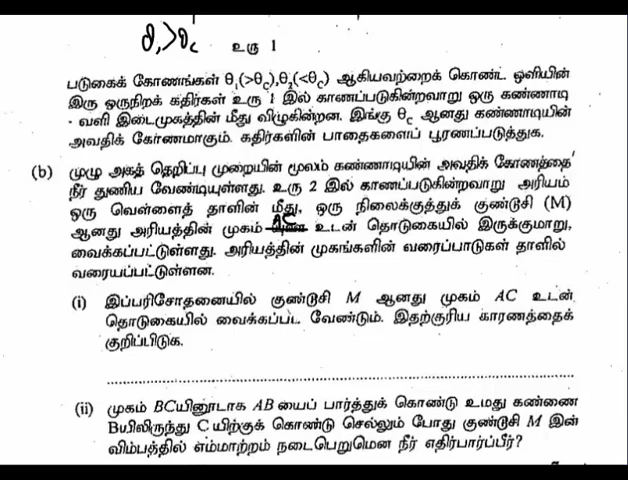 θ₁>θc
உரு 1
படுகைக் கோணங்கள் θ₁(>θc),θ₂(<θc) ஆகியவற்றைக் கொண்ட ஒளியின்
இரு ஒருநிறக் கதிர்கள் உரு 1 இல் காணப்படுகின்றவாறு ஒரு கண்ணாடி
- வளி இடைமுகத்தின் மீது விழுகின்றன. இங்கு θc ஆனது கண்ணாடியின்
அவதிக் கோணமாகும். கதிர்களின் பாதைகளைப் பூரணப்படுத்துக.
(b) முழு அகத் தெறிப்பு முறையின் மூலம் கண்ணாடியின் அவதிக் கோணத்தை
நீர் துணிய வேண்டியுள்ளது. உரு 2 இல் காணப்படுகின்றவாறு அரியம்
ஒரு வெள்ளைத் தாளின் மீது, ஒரு நிலைக்குத்துக் குண்டூசி (M)
ஆனது அரியத்தின் முகம் AC உடன் தொடுகையில் இருக்குமாறு,
வைக்கப்பட்டுள்ளது. அரியத்தின் முகங்களின் வரைப்பாடுகள் தாளில்
வரையப்பட்டுள்ளன.
(i) இப்பரிசோதனையில் குண்டூசி M ஆனது முகம் AC உடன்
தொடுகையில் வைக்கப்பட வேண்டும். இதற்குரிய காரணத்தைக்
குறிப்பிடுக.
(ii) முகம் BCயினூடாக AB யைப் பார்த்துக் கொண்டு உமது கண்ணை
Bயிலிருந்து C யிற்குக் கொண்டு செல்லும் போது குண்டூசி M இன்
விம்பத்தில் எம்மாற்றம் நடைபெறுமென நீர் எதிர்பார்ப்பீர்?